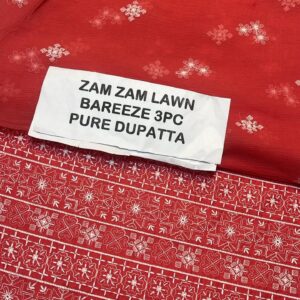 ZAM ZAM LAWN
BAREEZE 3PC
PURE DUPATTA